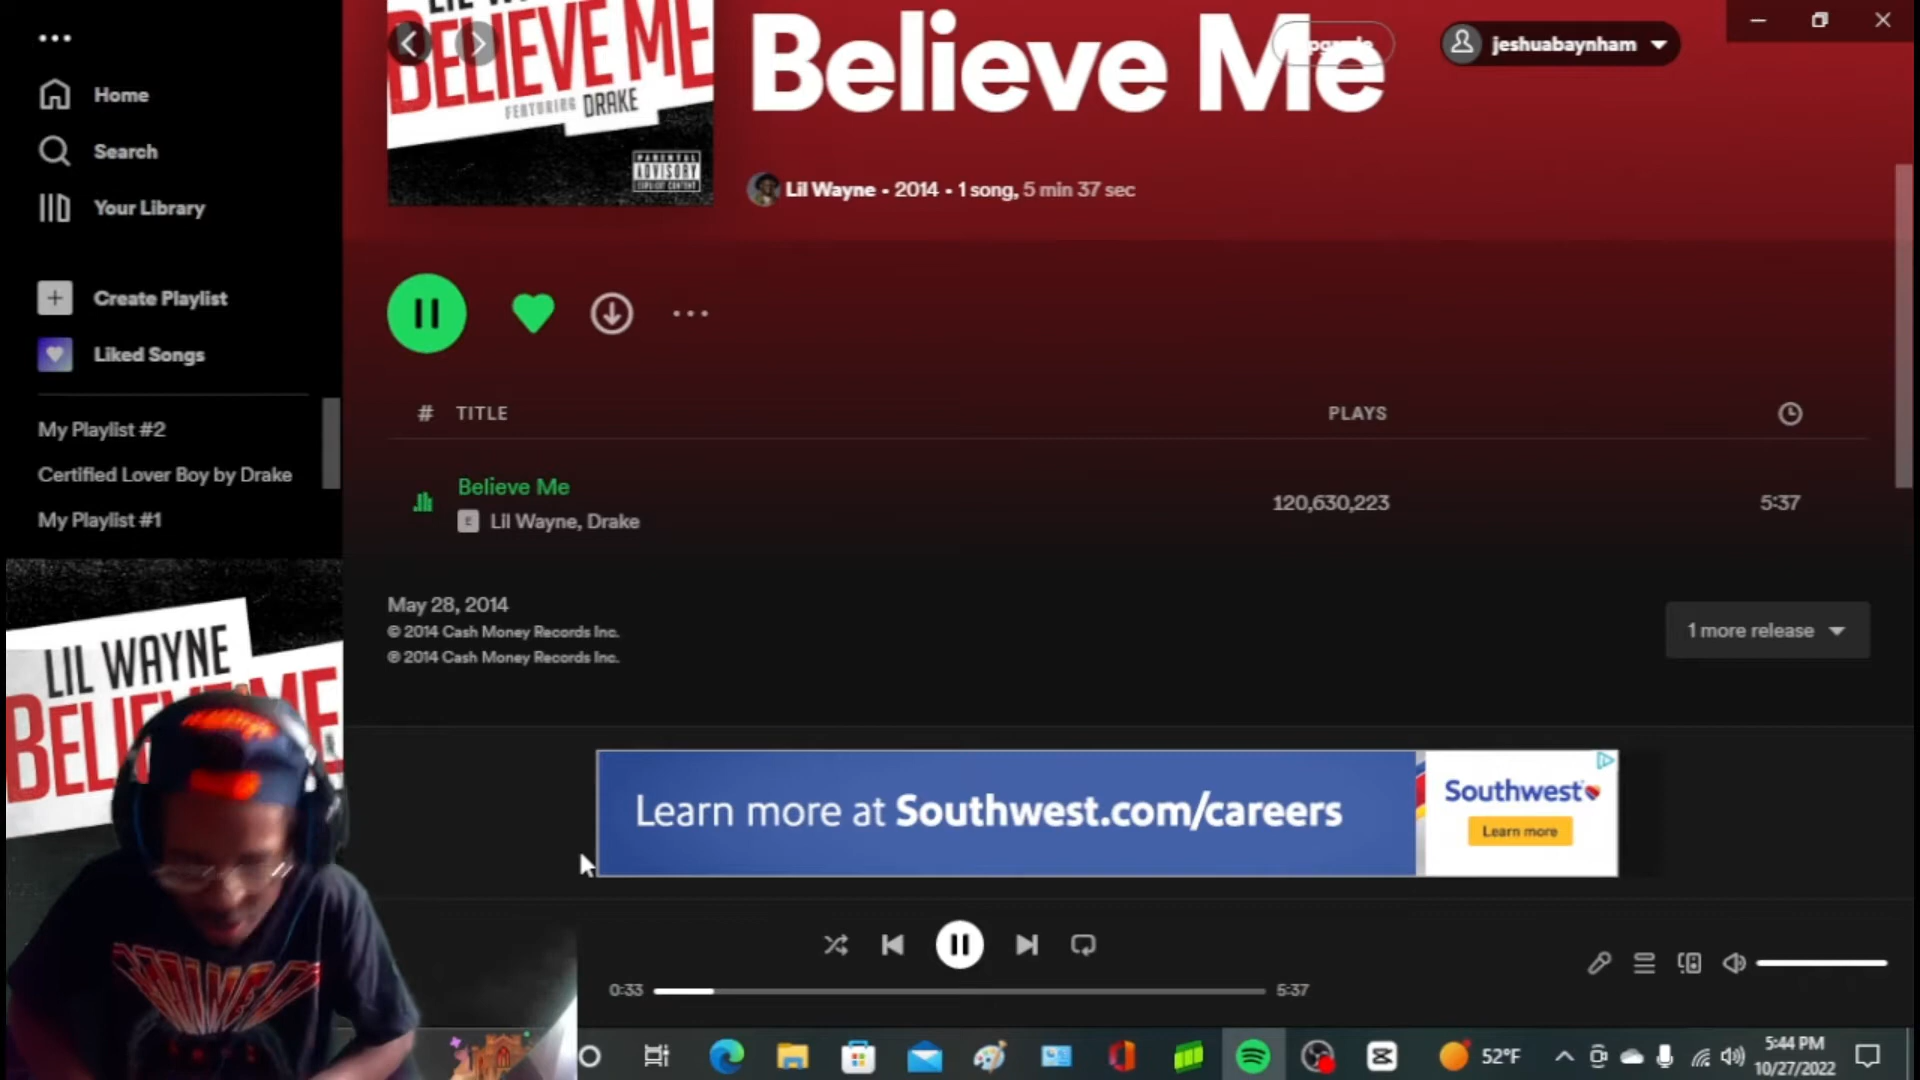 BELIEVE ME
FEATURING DRAKE
PARENTAL
ADVISORY
EXPLICIT CONTENT
Believe Me
jeshuabaynham
Lil Wayne • 2014 • 1 song, 5 min 37 sec
Home
Search
Your Library
Create Playlist
Liked Songs
My Playlist #2
Certified Lover Boy by Drake
My Playlist #1
# TITLE PLAYS
Believe Me 120,630,223 5:37
E Lil Wayne, Drake
May 28, 2014
© 2014 Cash Money Records Inc.
℗ 2014 Cash Money Records Inc.
1 more release
LIL WAYNE
Learn more at Southwest.com/careers
Southwest
Learn more
0:33 5:37
52°F
5:44 PM
10/27/2022